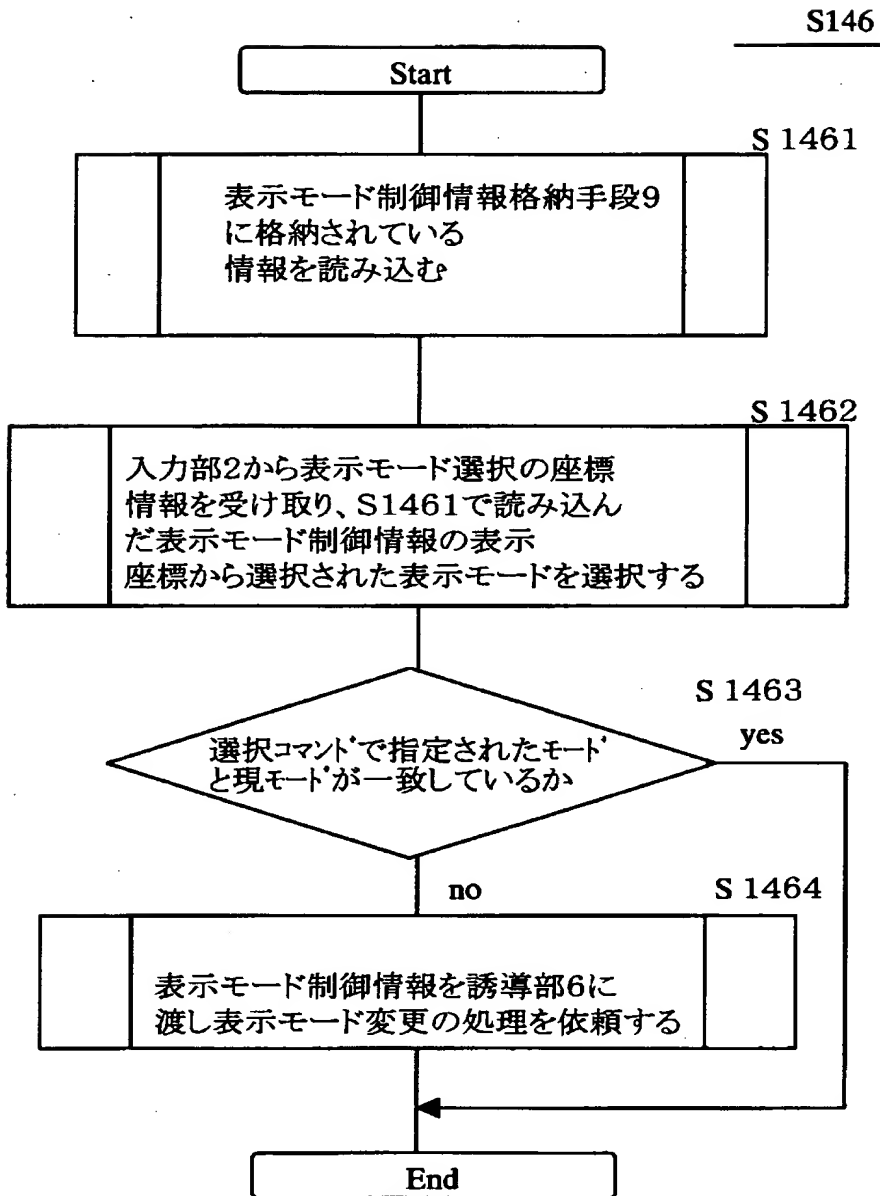 S146
Start
S 1461
表示モード制御情報格納手段9
に格納されている
情報を読み込む
S 1462
入力部2から表示モード選択の座標
情報を受け取り、S1461で読み込ん
だ表示モード制御情報の表示
座標から選択された表示モードを選択する
S 1463
yes
選択コマンドで指定されたモード
と現モードが一致しているか
no
S 1464
表示モード制御情報を誘導部6に
渡し表示モード変更の処理を依頼する
End